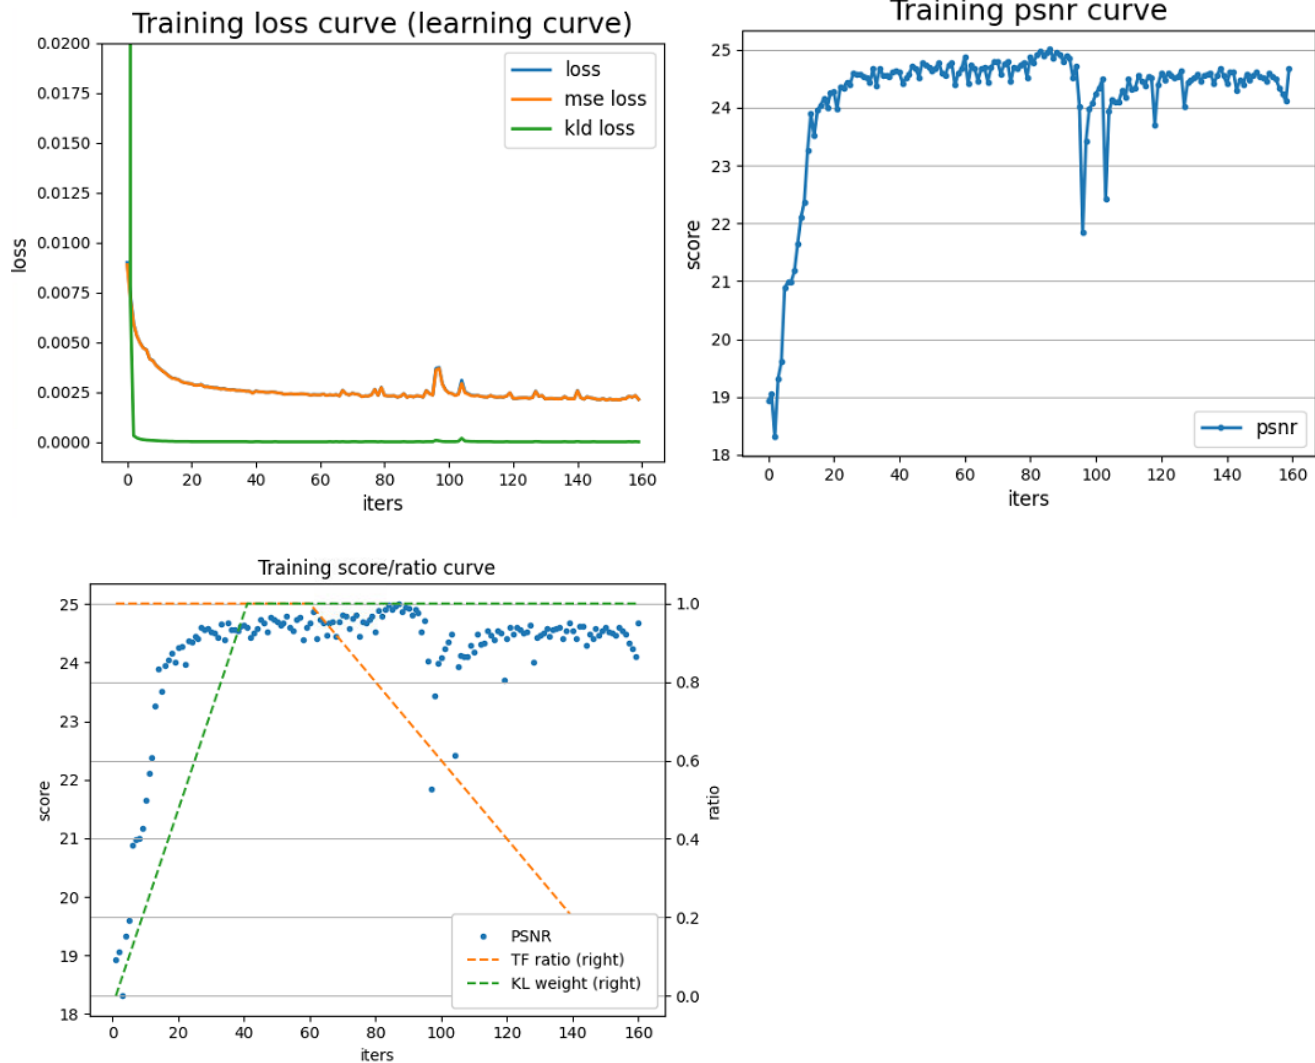 Training loss curve (learning curve)
0.0200
0.0175
0.0150
0.0125
0.0100
0.0075
0.0050
0.0025
0.0000
loss
loss
mse loss
kld loss
0 20 40 60 80 100 120 140 160
iters
Training psnr curve
25
24
23
22
21
20
19
18
score
psnr
0 20 40 60 80 100 120 140 160
iters
Training score/ratio curve
25
24
23
22
21
20
19
18
score
1.0
0.8
0.6
0.4
0.2
0.0
ratio
PSNR
TF ratio (right)
KL weight (right)
0 20 40 60 80 100 120 140 160
iters